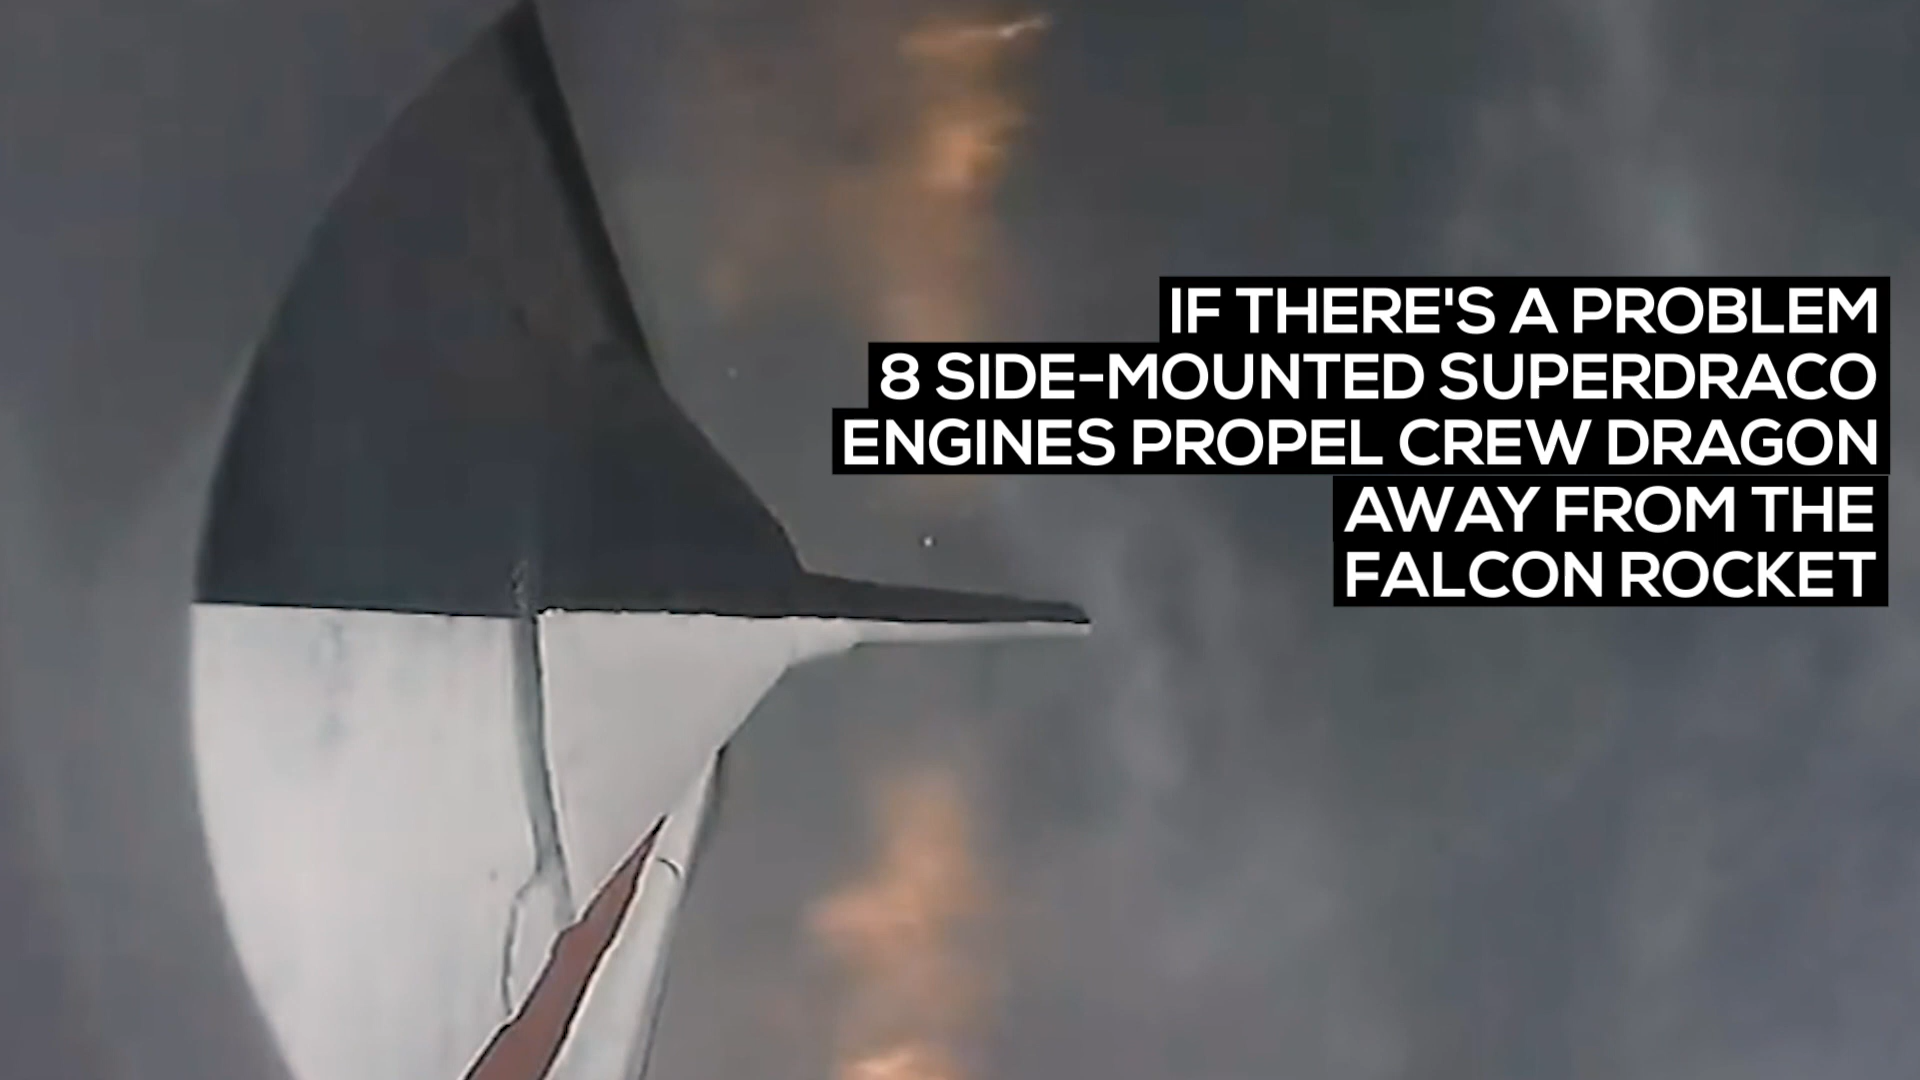 IF THERE'S A PROBLEM
8 SIDE-MOUNTED SUPERDRACO
ENGINES PROPEL CREW DRAGON
AWAY FROM THE
FALCON ROCKET